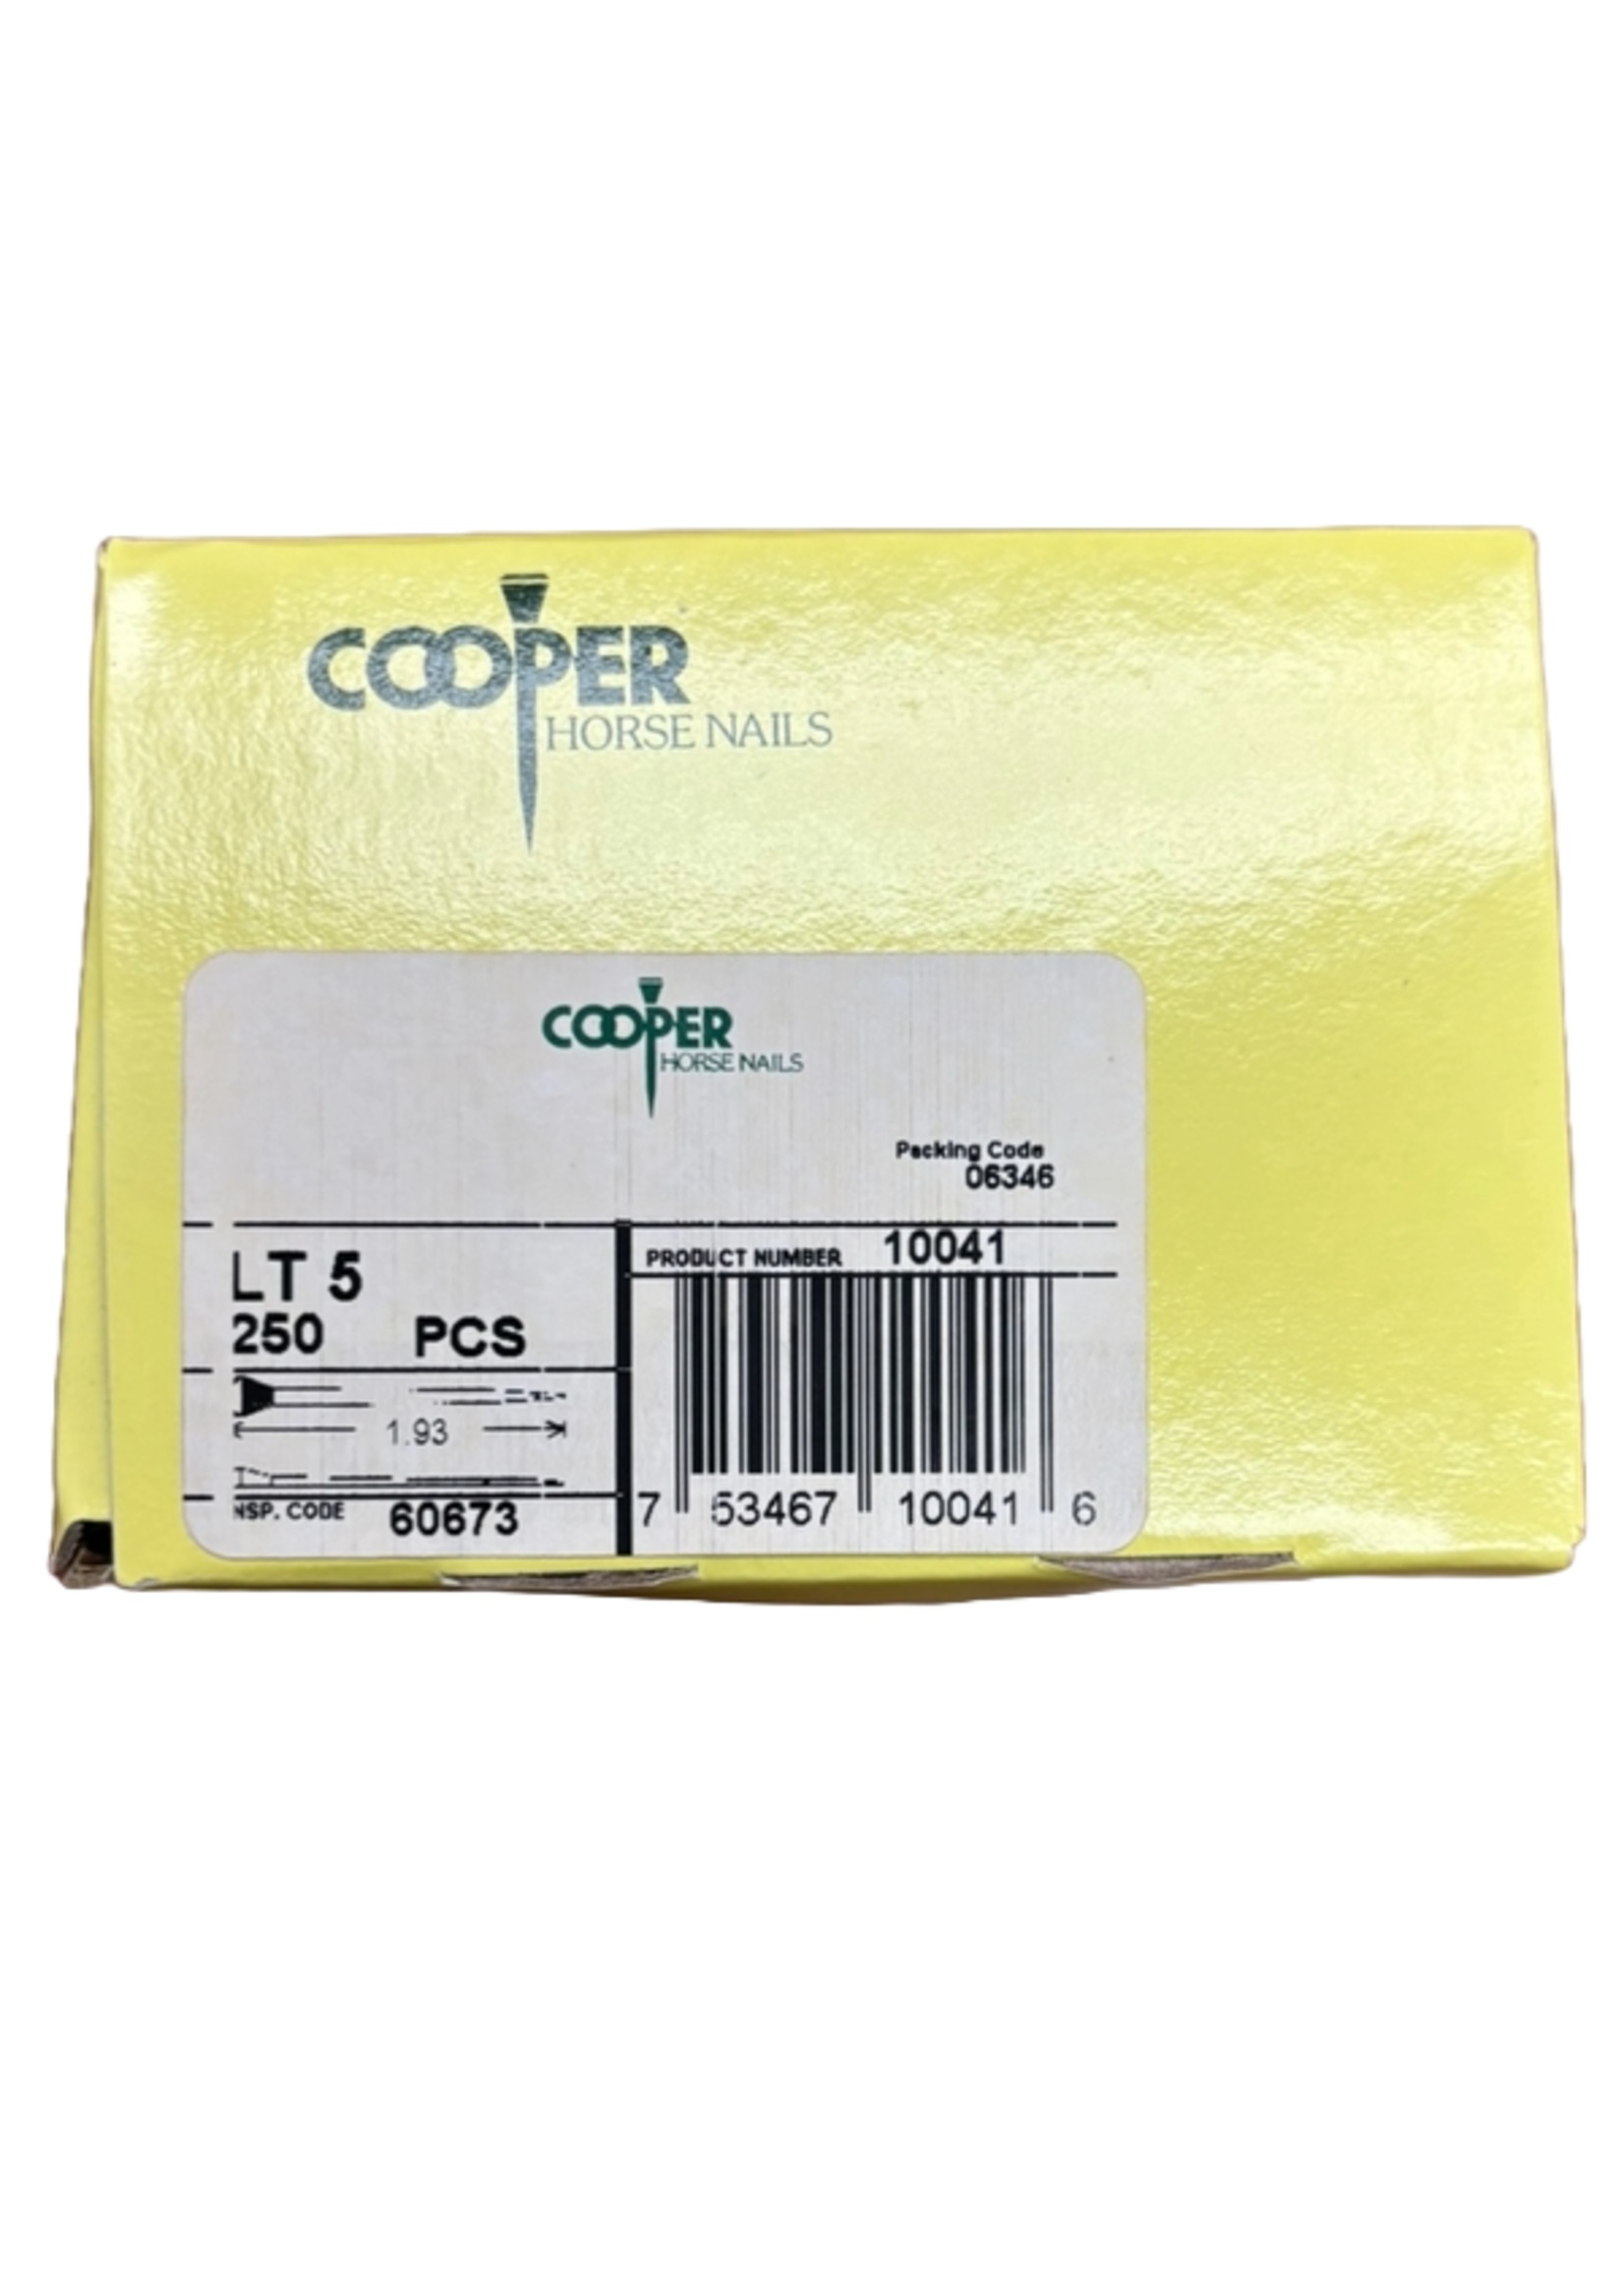 COOPER
HORSE NAILS
COOPER
HORSE NAILS
Packing Code
06346
LT 5
250 PCS
PRODUCT NUMBER 10041
1.93
NSP. CODE 60673
7 53467 10041 6